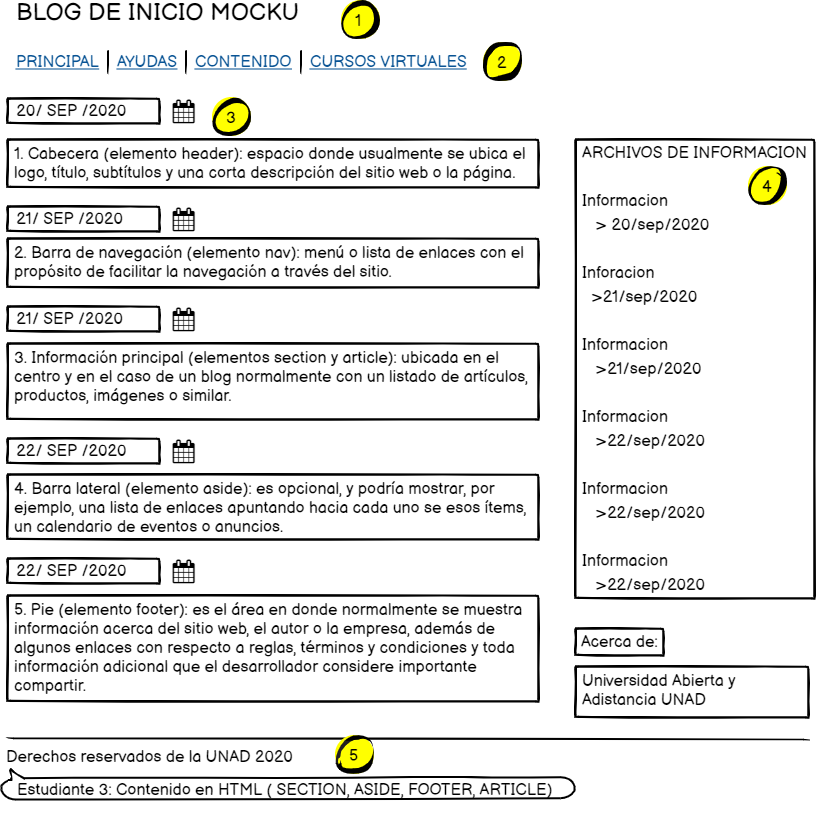 BLOG DE INICIO MOCKU
1
PRINCIPAL | AYUDAS | CONTENIDO | CURSOS VIRTUALES
2
20/ SEP /2020
3
1. Cabecera (elemento header): espacio donde usualmente se ubica el
logo, título, subtítulos y una corta descripción del sitio web o la página.
21/ SEP /2020
2. Barra de navegación (elemento nav): menú o lista de enlaces con el
propósito de facilitar la navegación a través del sitio.
21/ SEP /2020
3. Información principal (elementos section y article): ubicada en el
centro y en el caso de un blog normalmente con un listado de artículos,
productos, imágenes o similar.
22/ SEP /2020
4. Barra lateral (elemento aside): es opcional, y podría mostrar, por
ejemplo, una lista de enlaces apuntando hacia cada uno se esos ítems,
un calendario de eventos o anuncios.
22/ SEP /2020
5. Pie (elemento footer): es el área en donde normalmente se muestra
información acerca del sitio web, el autor o la empresa, además de
algunos enlaces con respecto a reglas, términos y condiciones y toda
información adicional que el desarrollador considere importante
compartir.
ARCHIVOS DE INFORMACION
4
Informacion
> 20/sep/2020
Inforacion
>21/sep/2020
Informacion
>21/sep/2020
Informacion
>22/sep/2020
Informacion
>22/sep/2020
Informacion
>22/sep/2020
Acerca de:
Universidad Abierta y
Adistancia UNAD
Derechos reservados de la UNAD 2020
5
Estudiante 3: Contenido en HTML ( SECTION, ASIDE, FOOTER, ARTICLE)